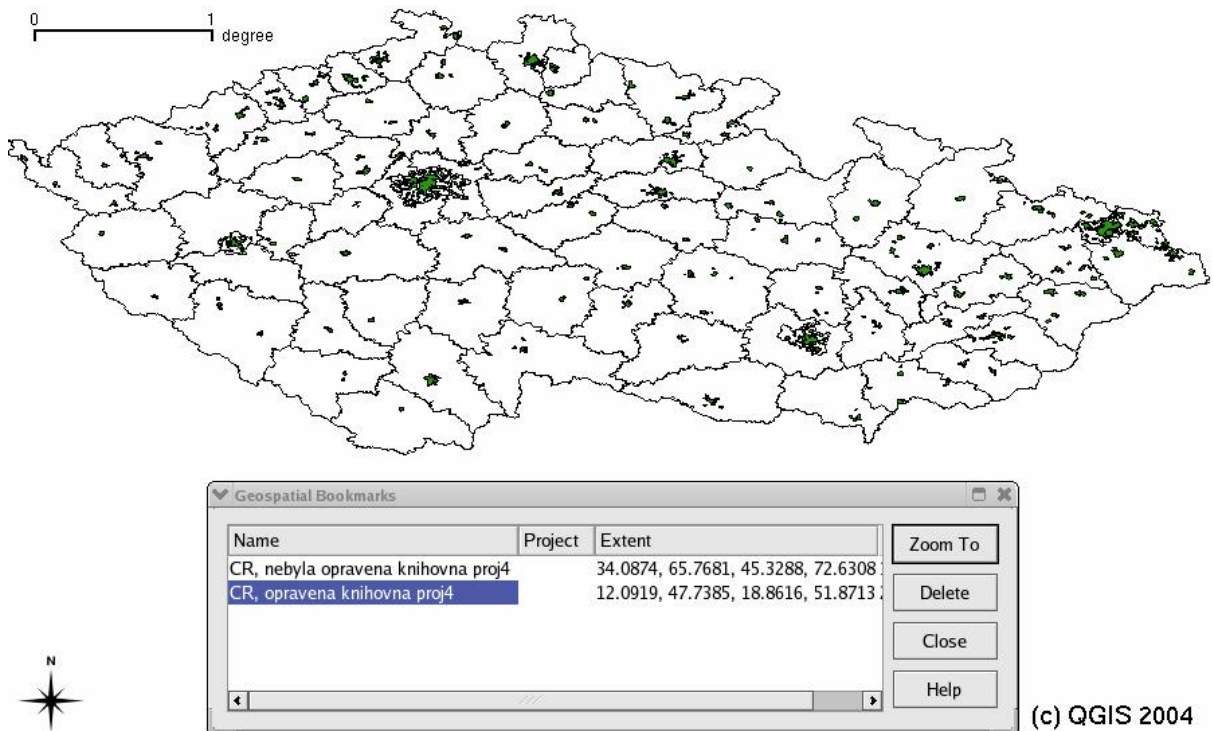 0 1
degree
Geospatial Bookmarks
Name Project Extent
CR, nebyla opravena knihovna proj4 34.0874, 65.7681, 45.3288, 72.6308
CR, opravena knihovna proj4 12.0919, 47.7385, 18.8616, 51.8713
Zoom To
Delete
Close
Help
N
(c) QGIS 2004